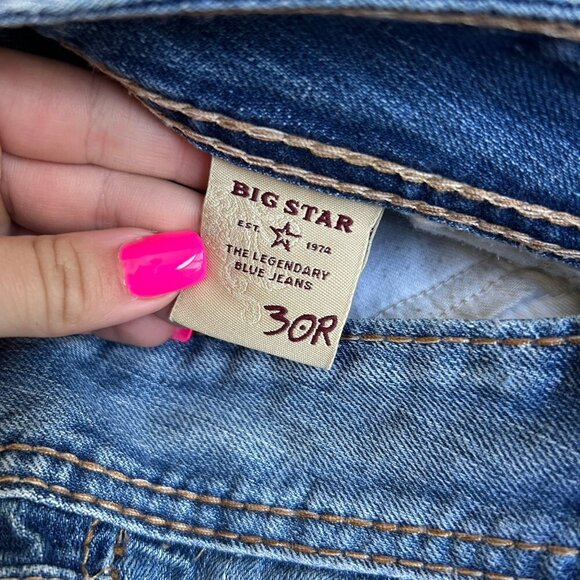 BIG STAR
EST. 1974
THE LEGENDARY
BLUE JEANS
30R